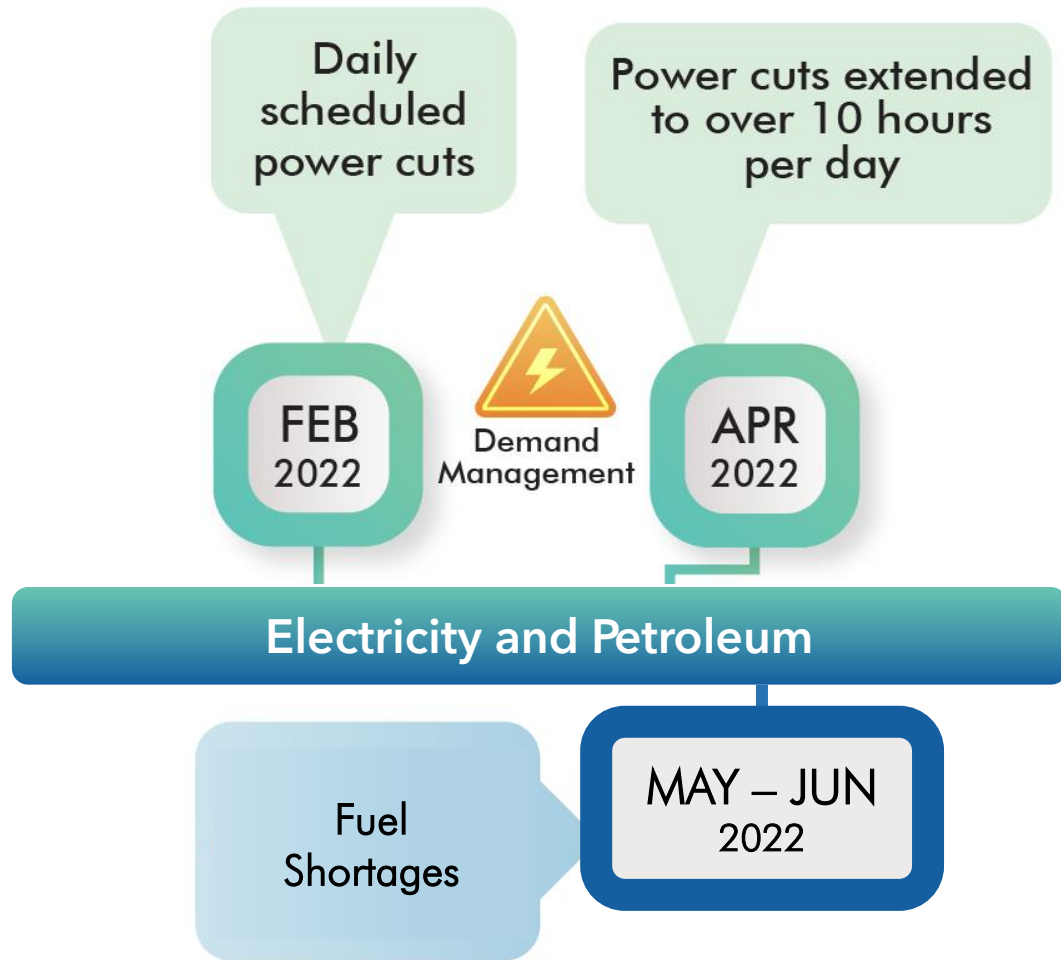 Daily
scheduled
power cuts
Power cuts extended
to over 10 hours
per day
FEB
2022
Demand
Management
APR
2022
Electricity and Petroleum
Fuel
Shortages
MAY – JUN
2022